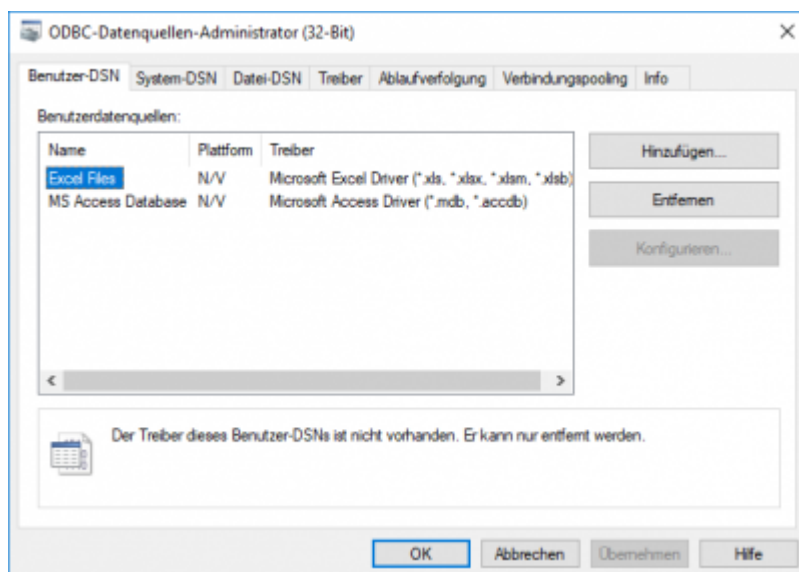 ODBC-Datenquellen-Administrator (32-Bit)
Benutzer-DSN System-DSN Datei-DSN Treiber Ablaufverfolgung Verbindungspooling Info
Benutzerdatenquellen:
Name Plattform Treiber
Excel Files N/V Microsoft Excel Driver (*.xls, *.xlsx, *.xlsm, *.xlsb)
MS Access Database N/V Microsoft Access Driver (*.mdb, *.accdb)
Hinzufügen...
Entfernen
Konfigurieren...
Der Treiber dieses Benutzer-DSNs ist nicht vorhanden. Er kann nur entfernt werden.
OK Abbrechen Übernehmen Hilfe